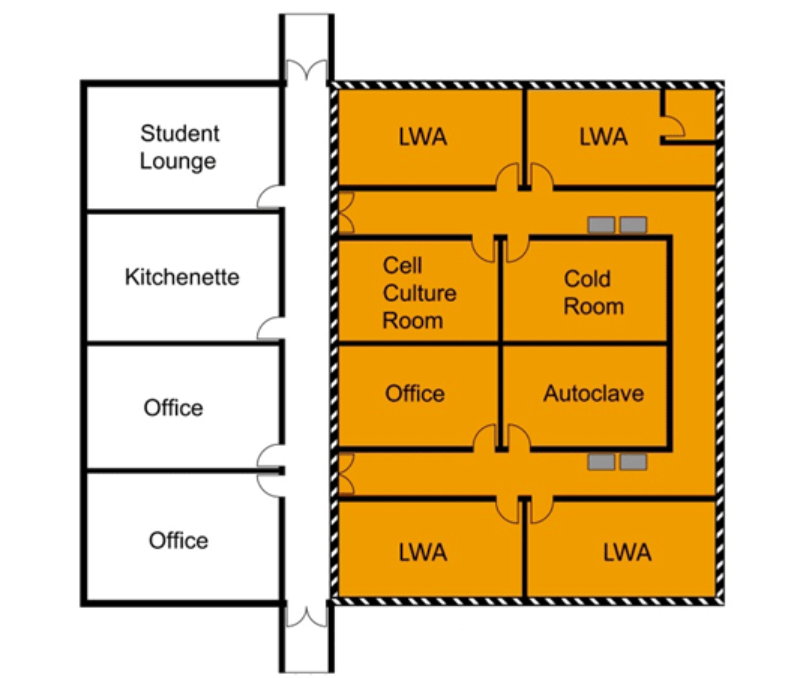 Student
Lounge
LWA
LWA
Kitchenette
Cell
Culture
Room
Cold
Room
Office
Office
Autoclave
Office
LWA
LWA